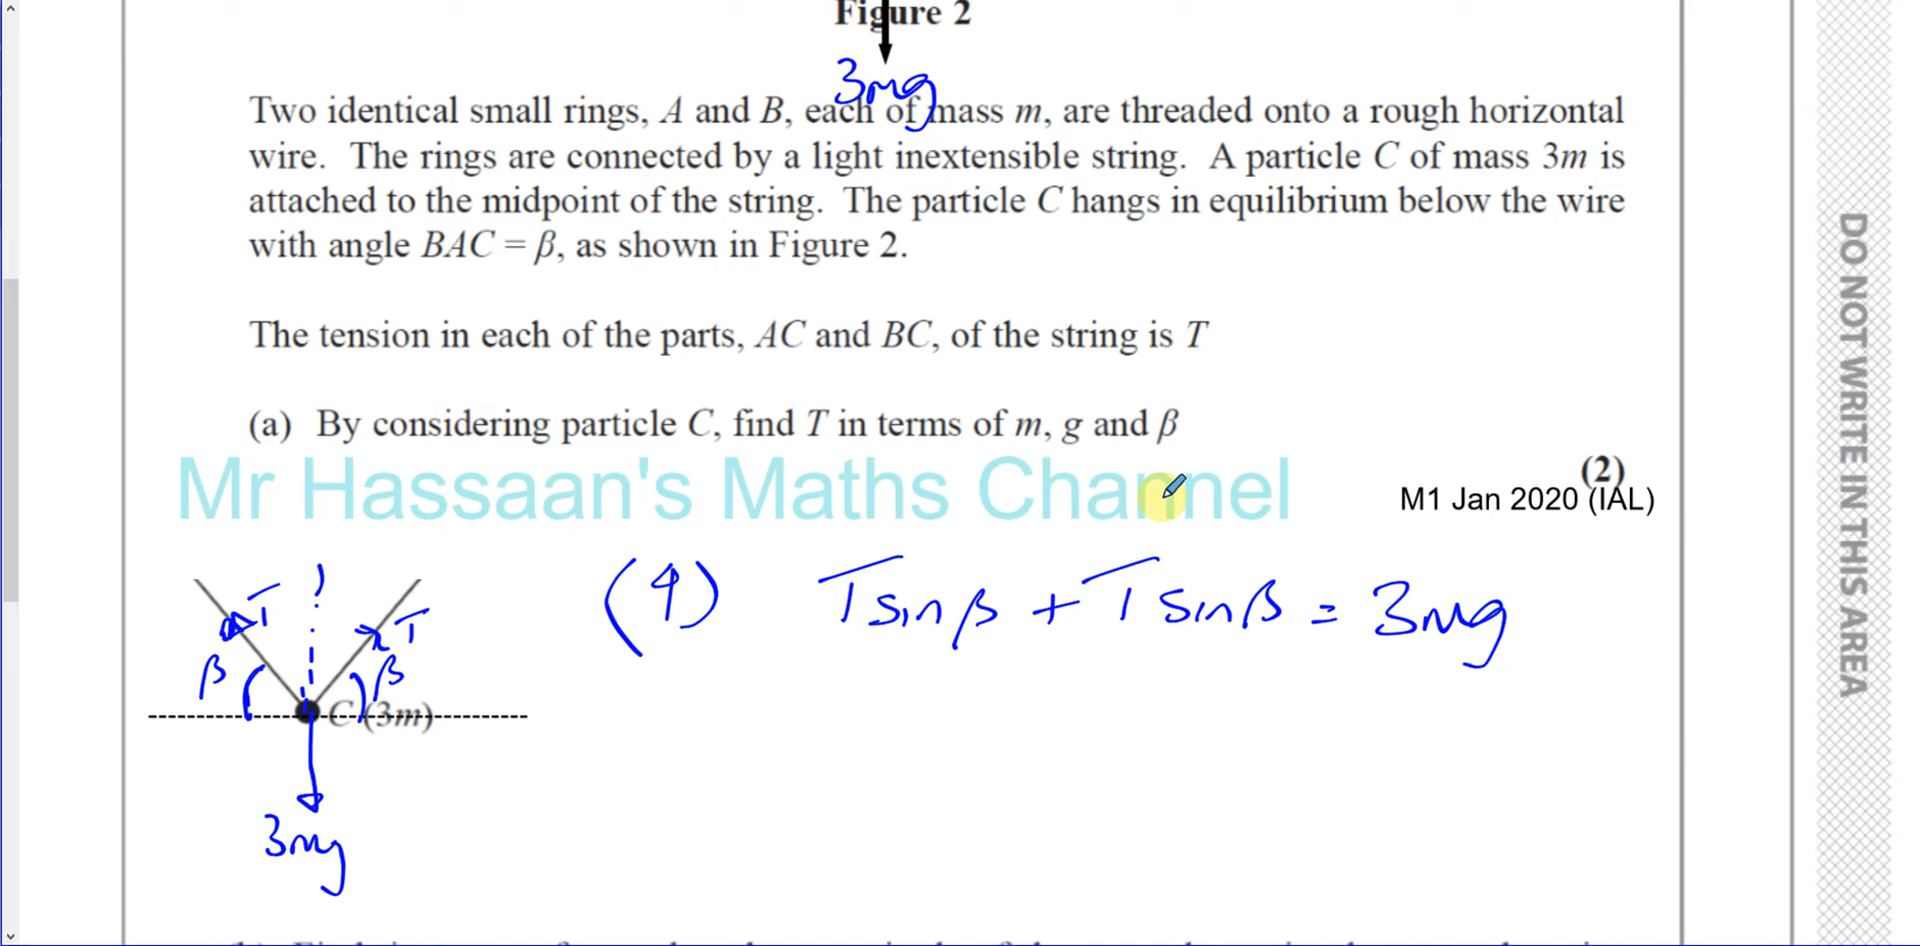 Figure 2
3mg
Two identical small rings, A and B, each of mass m, are threaded onto a rough horizontal
wire. The rings are connected by a light inextensible string. A particle C of mass 3m is
attached to the midpoint of the string. The particle C hangs in equilibrium below the wire
with angle BAC = β, as shown in Figure 2.
The tension in each of the parts, AC and BC, of the string is T
(a) By considering particle C, find T in terms of m, g and β
(2)
Mr Hassaan's Maths Channel
M1 Jan 2020 (IAL)
(↑) T sin β + T sin β = 3mg
T T
β β
C (3m)
3mg
DO NOT WRITE IN THIS AREA